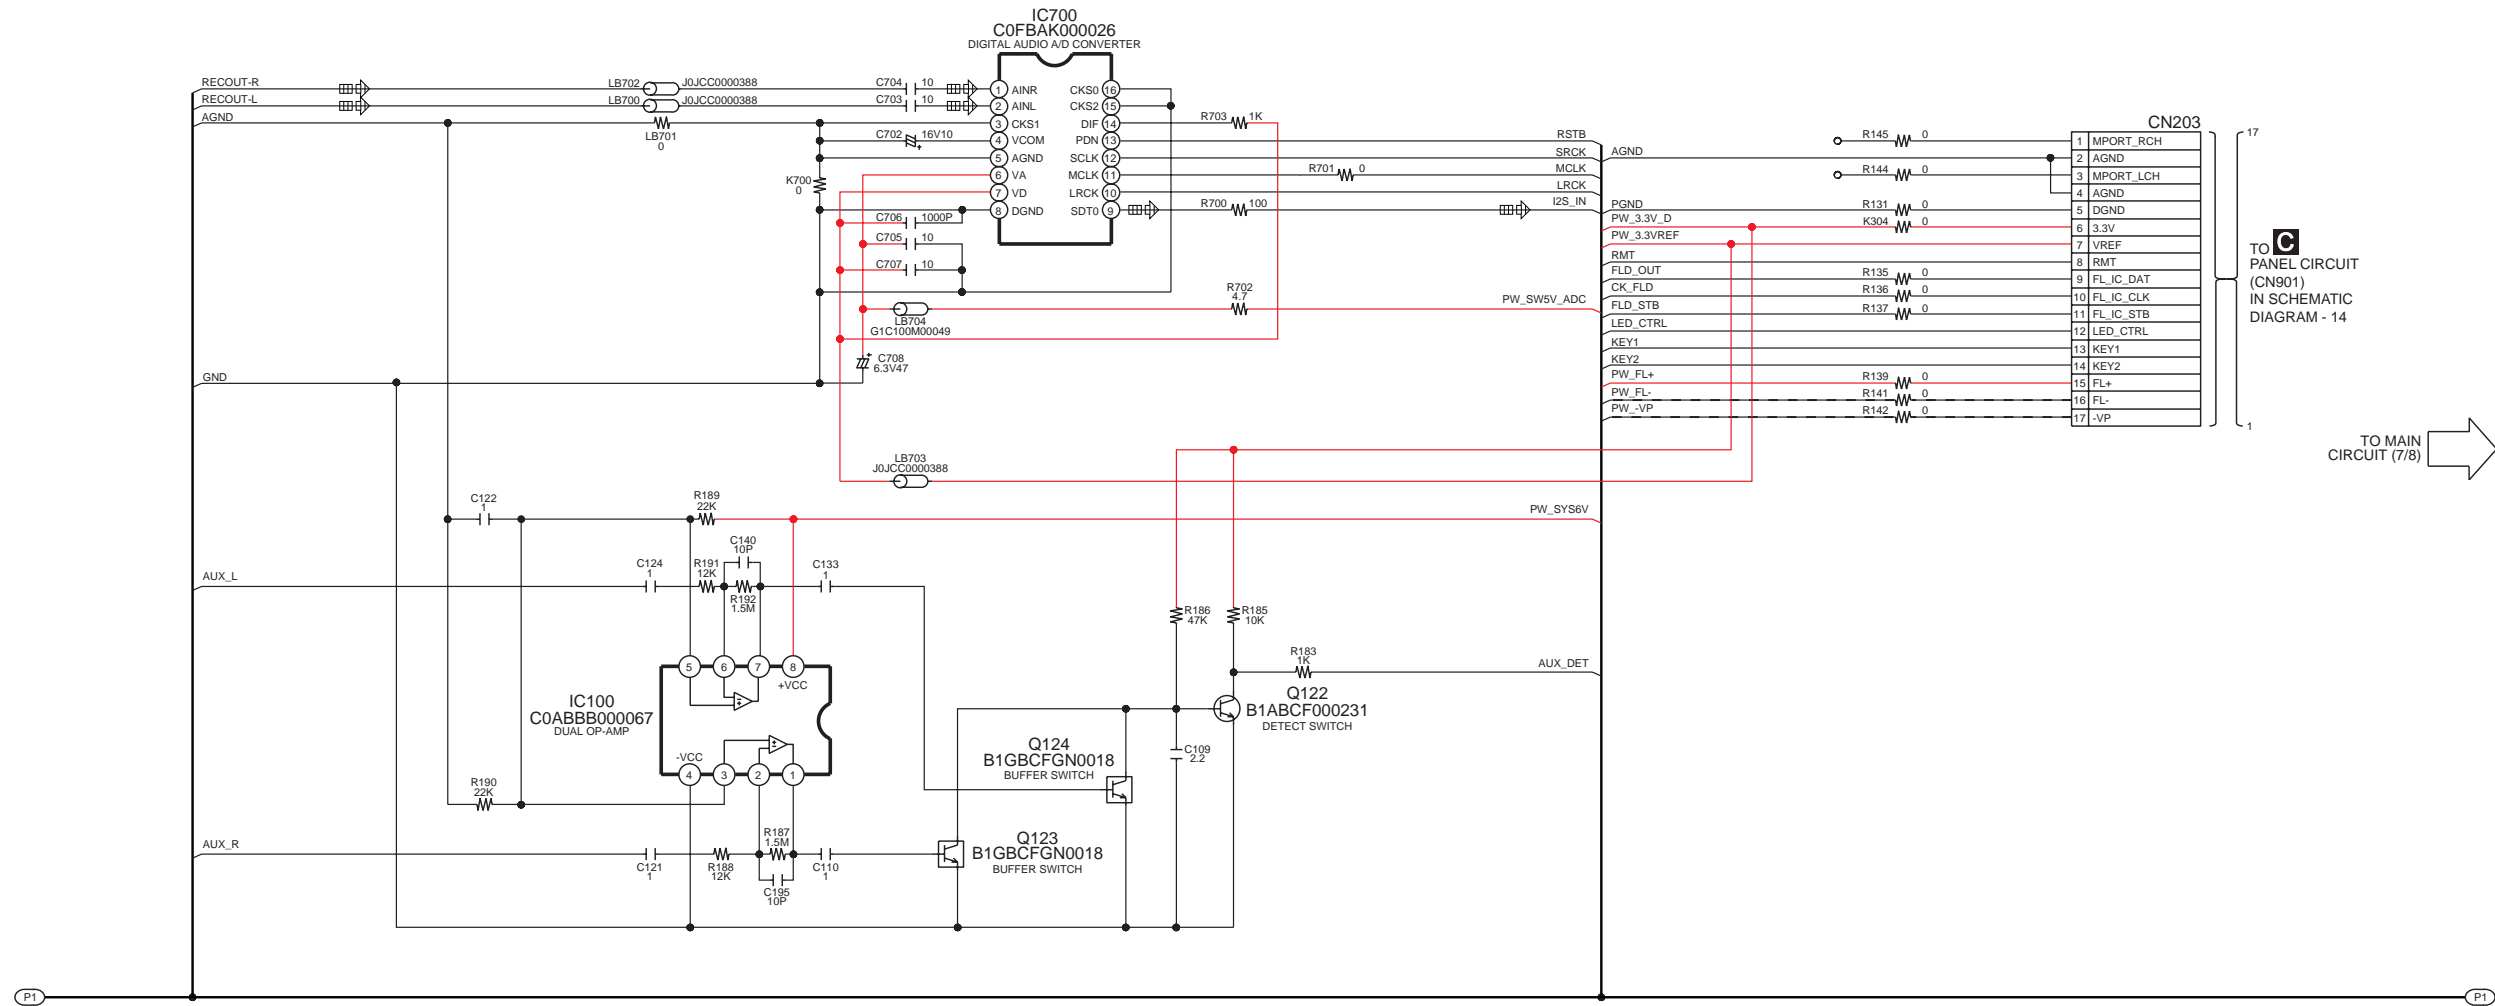 IC700
C0FBAK000026
DIGITAL AUDIO A/D CONVERTER
RECOUT-R
LB702
J0JCC0000388
C704
10
1 AINR
CKS0 16
RECOUT-L
LB700
J0JCC0000388
C703
10
2 AINL
CKS2 15
AGND
LB701
0
3 CKS1
DIF 14
R703
1K
C702
16V10
4 VCOM
PDN 13
RSTB
5 AGND
SCLK 12
SRCK
K700
0
6 VA
MCLK 11
R701
0
MCLK
7 VD
LRCK 10
LRCK
8 DGND
SDT0 9
R700
100
I2S_IN
C706
1000P
C705
10
C707
10
R702
4.7
PW_SW5V_ADC
LB704
G1C100M00049
C708
6.3V47
GND
LB703
J0JCC0000388
CN203
R145
0
1 MPORT_RCH
AGND
2 AGND
R144
0
3 MPORT_LCH
4 AGND
PGND
R131
0
5 DGND
PW_3.3V_D
K304
0
6 3.3V
PW_3.3VREF
7 VREF
RMT
8 RMT
FLD_OUT
R135
0
9 FL_IC_DAT
CK_FLD
R136
0
10 FL_IC_CLK
FLD_STB
R137
0
11 FL_IC_STB
LED_CTRL
12 LED_CTRL
KEY1
13 KEY1
KEY2
14 KEY2
PW_FL+
R139
0
15 FL+
PW_FL-
R141
0
16 FL-
PW_-VP
R142
0
17 -VP
17
1
TO C
PANEL CIRCUIT
(CN901)
IN SCHEMATIC
DIAGRAM - 14
TO MAIN
CIRCUIT (7/8)
C122
1
R189
22K
PW_SYS6V
AUX_L
C124
1
R191
12K
C140
10P
R192
1.5M
C133
1
R186
47K
R185
10K
R183
1K
AUX_DET
5
6
7
8
+VCC
IC100
C0ABBB000067
DUAL OP-AMP
-VCC
4
3
2
1
Q122
B1ABCF000231
DETECT SWITCH
Q124
B1GBCFGN0018
BUFFER SWITCH
C109
2.2
R190
22K
AUX_R
C121
1
R188
12K
R187
1.5M
C195
10P
C110
1
Q123
B1GBCFGN0018
BUFFER SWITCH
P1
P1